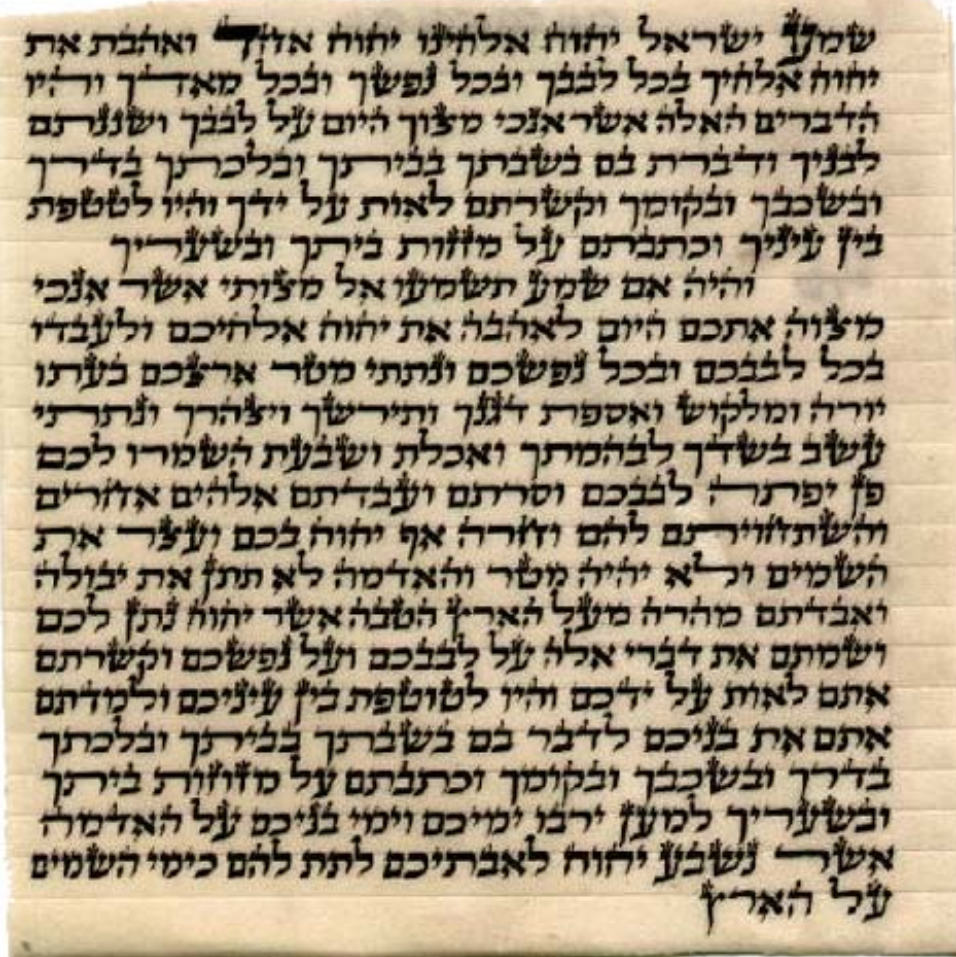 שמע ישראל יהוה אלהינו יהוה אחד ואהבת את
יהוה אלהיך בכל לבבך ובכל נפשך ובכל מאדך והיו
הדברים האלה אשר אנכי מצוך היום על לבבך ושננתם
לבניך ודברת בם בשבתך בביתך ובלכתך בדרך
ובשכבך ובקומך וקשרתם לאות על ידך והיו לטטפת
בין עיניך וכתבתם על מזזות ביתך ובשעריך
והיה אם שמע תשמעו אל מצותי אשר אנכי
מצוה אתכם היום לאהבה את יהוה אלהיכם ולעבדו
בכל לבבכם ובכל נפשכם ונתתי מטר ארצכם בעתו
יורה ומלקוש ואספת דגנך ותירשך ויצהרך ונתתי
עשב בשדך לבהמתך ואכלת ושבעת השמרו לכם
פן יפתה לבבכם וסרתם ועבדתם אלהים אחרים
והשתחויתם להם וחרה אף יהוה בכם ועצר את
השמים ולא יהיה מטר והאדמה לא תתן את יבולה
ואבדתם מהרה מעל הארץ הטבה אשר יהוה נתן לכם
ושמתם את דברי אלה על לבבכם ועל נפשכם וקשרתם
אתם לאות על ידכם והיו לטוטפת בין עיניכם ולמדתם
אתם את בניכם לדבר בם בשבתך בביתך ובלכתך
בדרך ובשכבך ובקומך וכתבתם על מזוזות ביתך
ובשעריך למען ירבו ימיכם וימי בניכם על האדמה
אשר נשבע יהוה לאבתיכם לתת להם כימי השמים
על הארץ